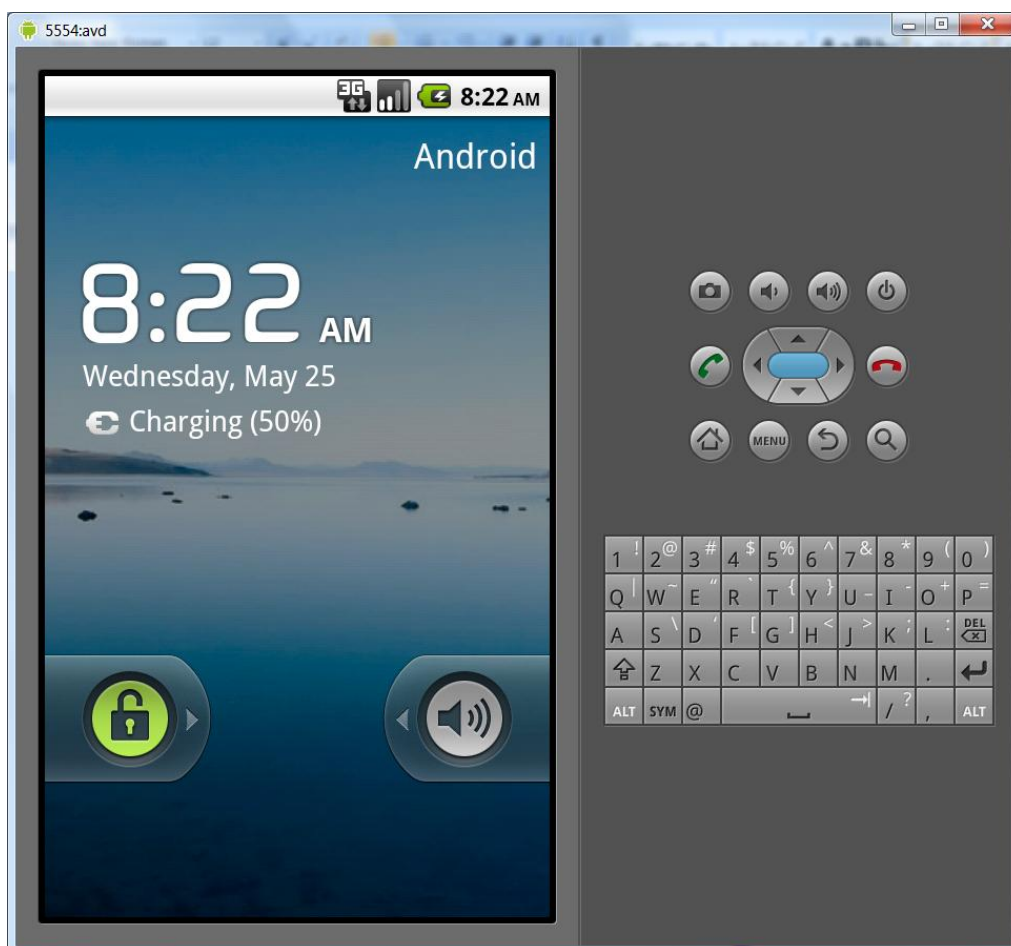 5554:avd
3G 8:22 AM
Android
8:22 AM
Wednesday, May 25
Charging (50%)
MENU
1 ! 2 @ 3 # 4 $ 5 % 6 ^ 7 & 8 * 9 ( 0 )
Q | W ~ E “ R ` T { Y } U _ I - O + P =
A S \ D ‘ F [ G ] H < J > K ; L : DEL
Z X C V B N M .
ALT SYM @ / ? , ALT